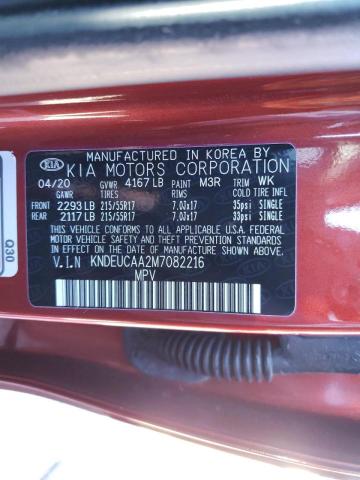 MANUFACTURED IN KOREA BY
KIA KIA MOTORS CORPORATION
04/20 GVWR 4167 LB PAINT M3R TRIM WK
GAWR TIRES RIMS COLD TIRE INFL
FRONT 2293 LB 215/55R17 7.0JX17 35psi SINGLE
REAR 2117 LB 215/55R17 7.0JX17 33psi SINGLE
THIS VEHICLE CONFORMS TO ALL APPLICABLE U.S.A. FEDERAL
MOTOR VEHICLE SAFETY, BUMPER, AND THEFT PREVENTION
STANDARDS IN EFFECT ON THE DATE OF MANUFACTURE SHOWN ABOVE.
V.I.N KNDEUCAA2M7082216
MPV
Q30